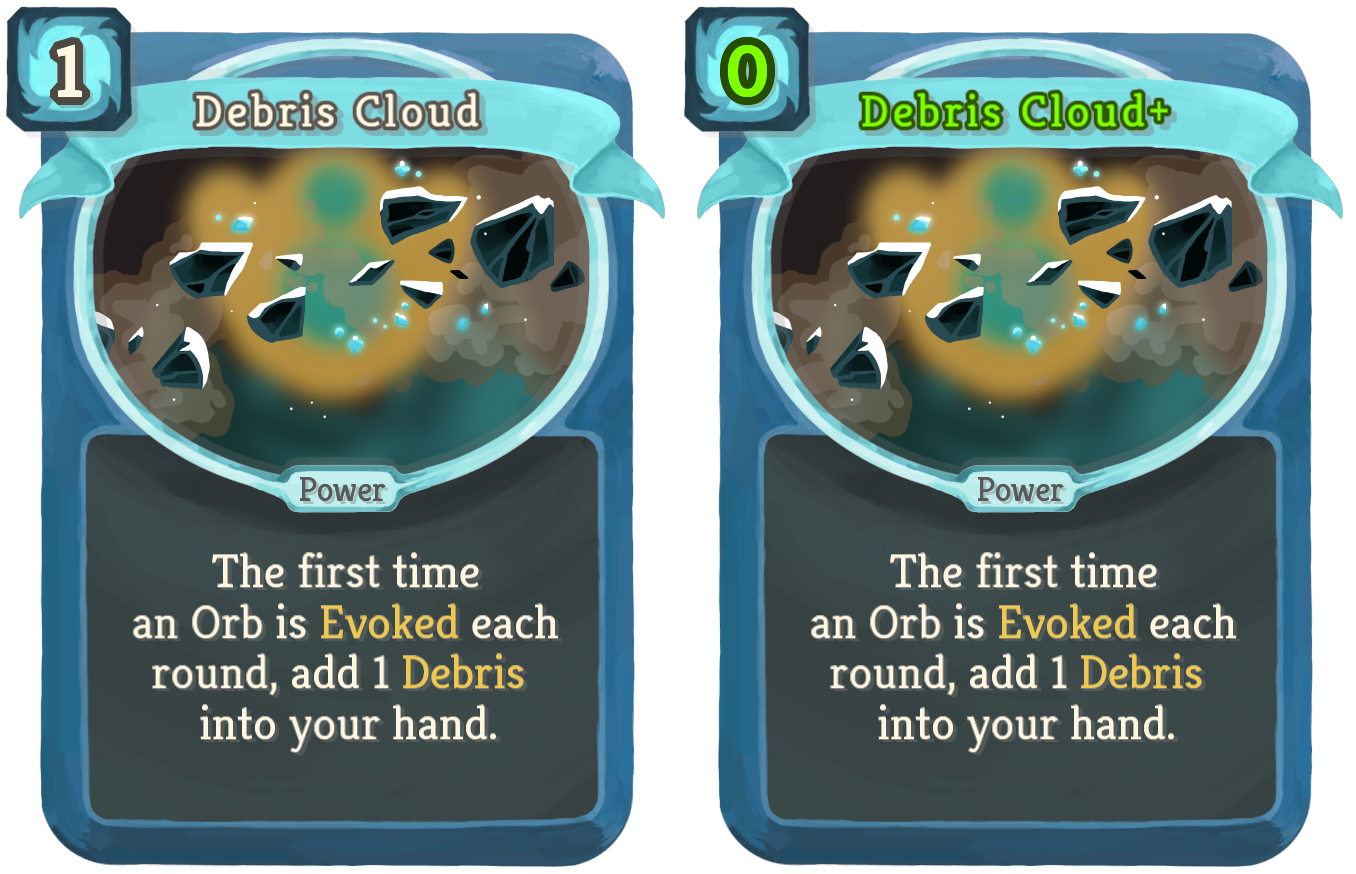 1
Debris Cloud
Power
The first time
an Orb is Evoked each
round, add 1 Debris
into your hand.
0
Debris Cloud+
Power
The first time
an Orb is Evoked each
round, add 1 Debris
into your hand.